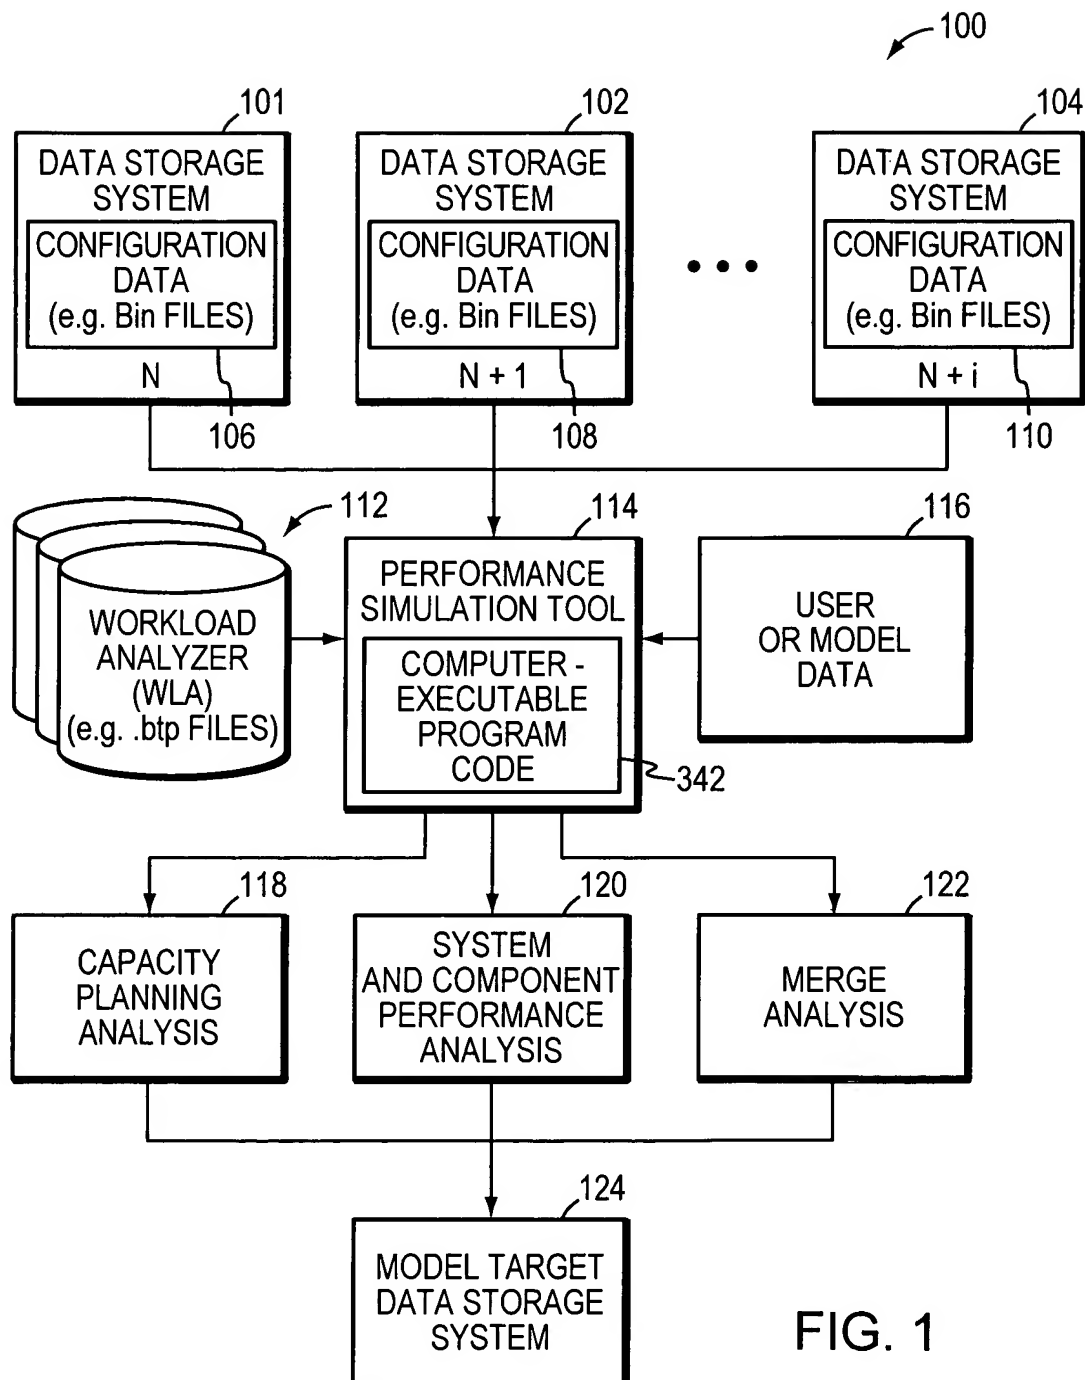 100
101
102
104
DATA STORAGE
SYSTEM
CONFIGURATION
DATA
(e.g. Bin FILES)
N
106
DATA STORAGE
SYSTEM
CONFIGURATION
DATA
(e.g. Bin FILES)
N + 1
108
• • •
DATA STORAGE
SYSTEM
CONFIGURATION
DATA
(e.g. Bin FILES)
N + i
110
112
WORKLOAD
ANALYZER
(WLA)
(e.g. .btp FILES)
114
PERFORMANCE
SIMULATION TOOL
COMPUTER -
EXECUTABLE
PROGRAM
CODE
342
116
USER
OR MODEL
DATA
118
CAPACITY
PLANNING
ANALYSIS
120
SYSTEM
AND COMPONENT
PERFORMANCE
ANALYSIS
122
MERGE
ANALYSIS
124
MODEL TARGET
DATA STORAGE
SYSTEM
FIG. 1